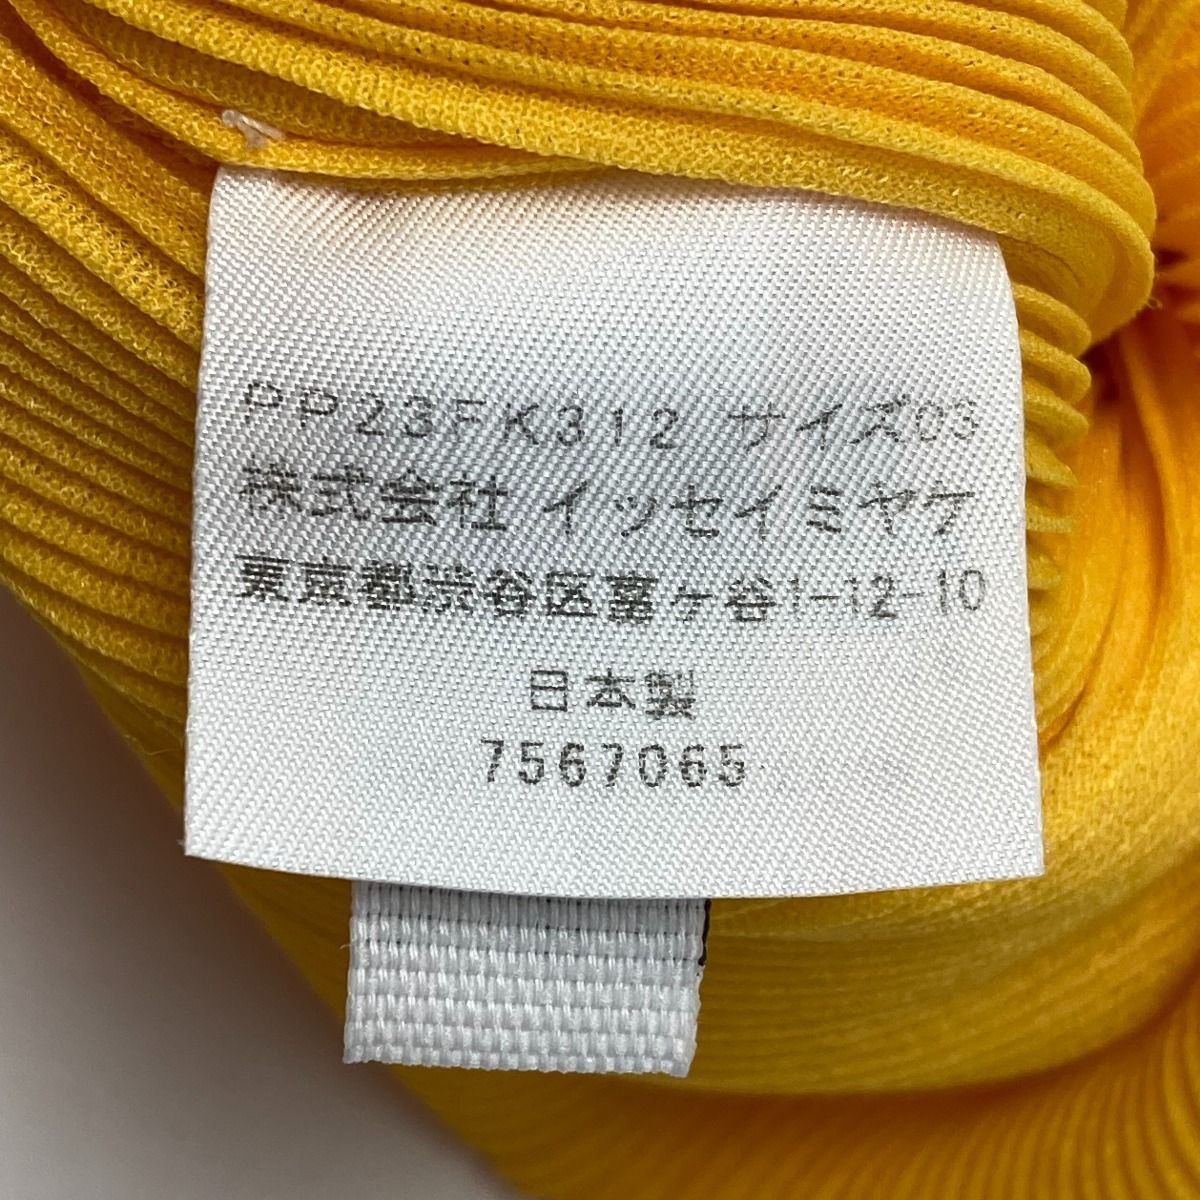 PP23FK312 サイズ03
株式会社 イッセイミヤケ
東京都渋谷区富ヶ谷1-12-10
日本製
7567065